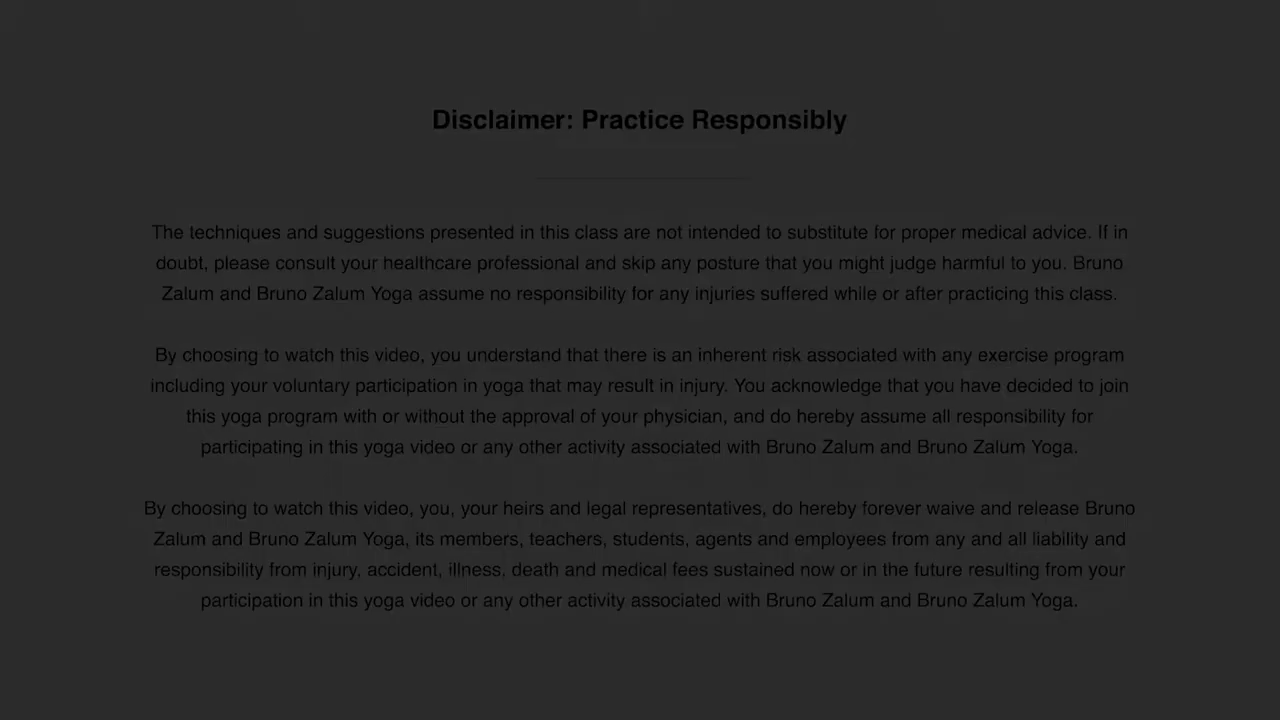 Disclaimer: Practice Responsibly
The techniques and suggestions presented in this class are not intended to substitute for proper medical advice. If in
doubt, please consult your healthcare professional and skip any posture that you might judge harmful to you. Bruno
Zalum and Bruno Zalum Yoga assume no responsibility for any injuries suffered while or after practicing this class.
By choosing to watch this video, you understand that there is an inherent risk associated with any exercise program
including your voluntary participation in yoga that may result in injury. You acknowledge that you have decided to join
this yoga program with or without the approval of your physician, and do hereby assume all responsibility for
participating in this yoga video or any other activity associated with Bruno Zalum and Bruno Zalum Yoga.
By choosing to watch this video, you, your heirs and legal representatives, do hereby forever waive and release Bruno
Zalum and Bruno Zalum Yoga, its members, teachers, students, agents and employees from any and all liability and
responsibility from injury, accident, illness, death and medical fees sustained now or in the future resulting from your
participation in this yoga video or any other activity associated with Bruno Zalum and Bruno Zalum Yoga.